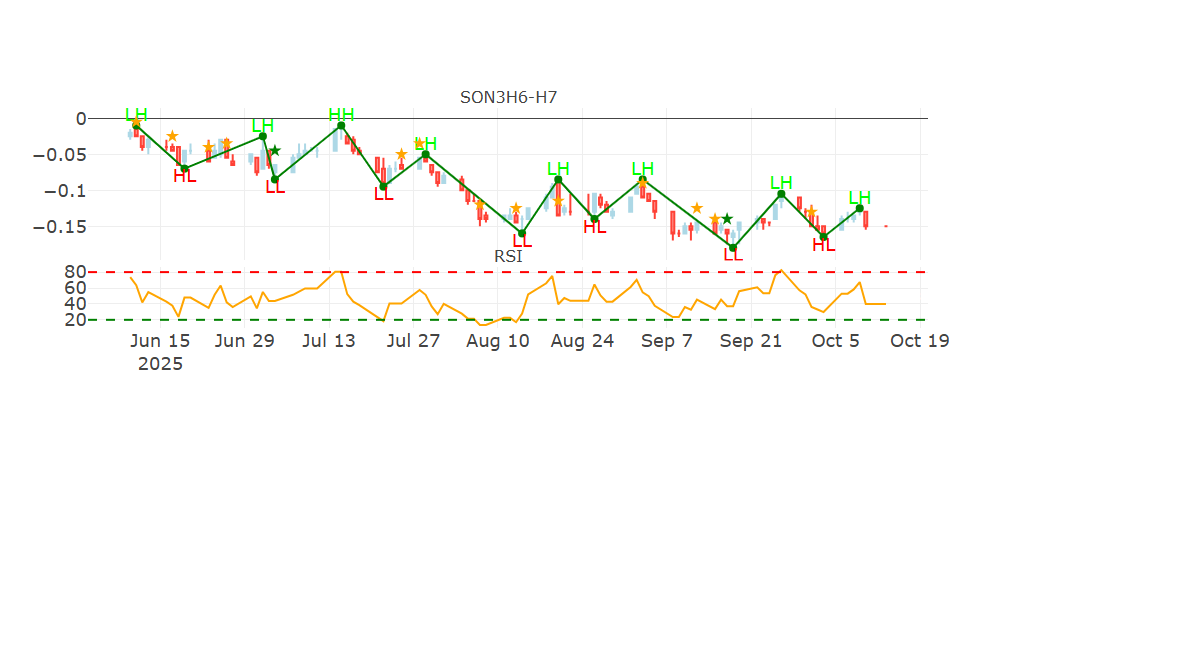 SON3H6-H7
0
−0.05
−0.1
−0.15
LH
HL
LH
LL
HH
LL
LH
LL
LH
HL
LH
LL
LH
HL
LH
RSI
80
60
40
20
Jun 15
2025
Jun 29
Jul 13
Jul 27
Aug 10
Aug 24
Sep 7
Sep 21
Oct 5
Oct 19